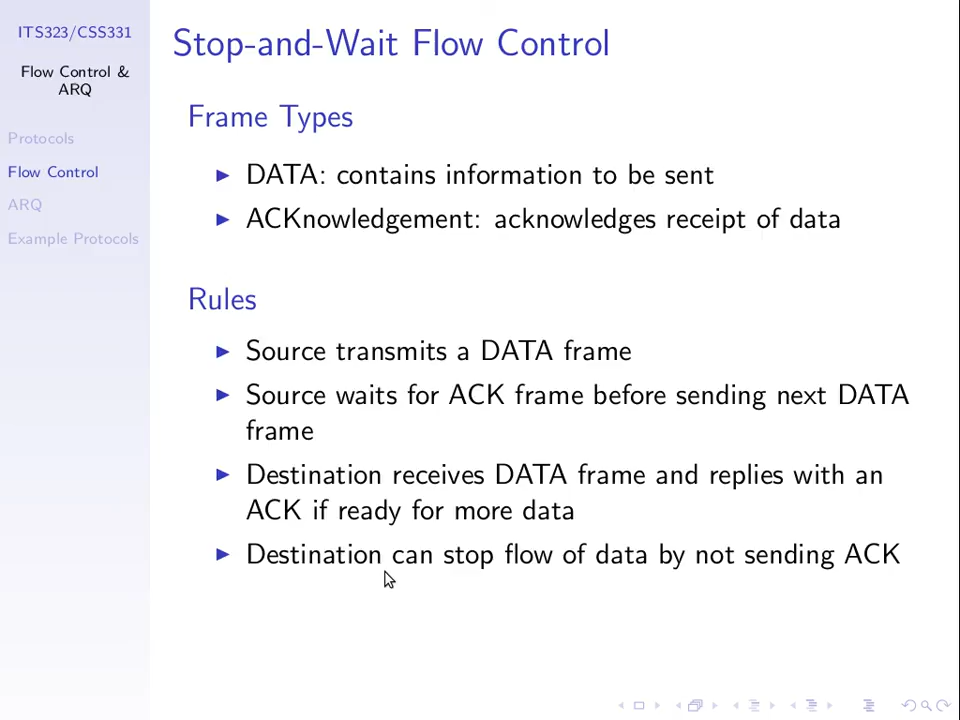 ITS323/CSS331
Flow Control &
ARQ
Protocols
Flow Control
ARQ
Example Protocols
Stop-and-Wait Flow Control
Frame Types
DATA: contains information to be sent
ACKnowledgement: acknowledges receipt of data
Rules
Source transmits a DATA frame
Source waits for ACK frame before sending next DATA
frame
Destination receives DATA frame and replies with an
ACK if ready for more data
Destination can stop flow of data by not sending ACK